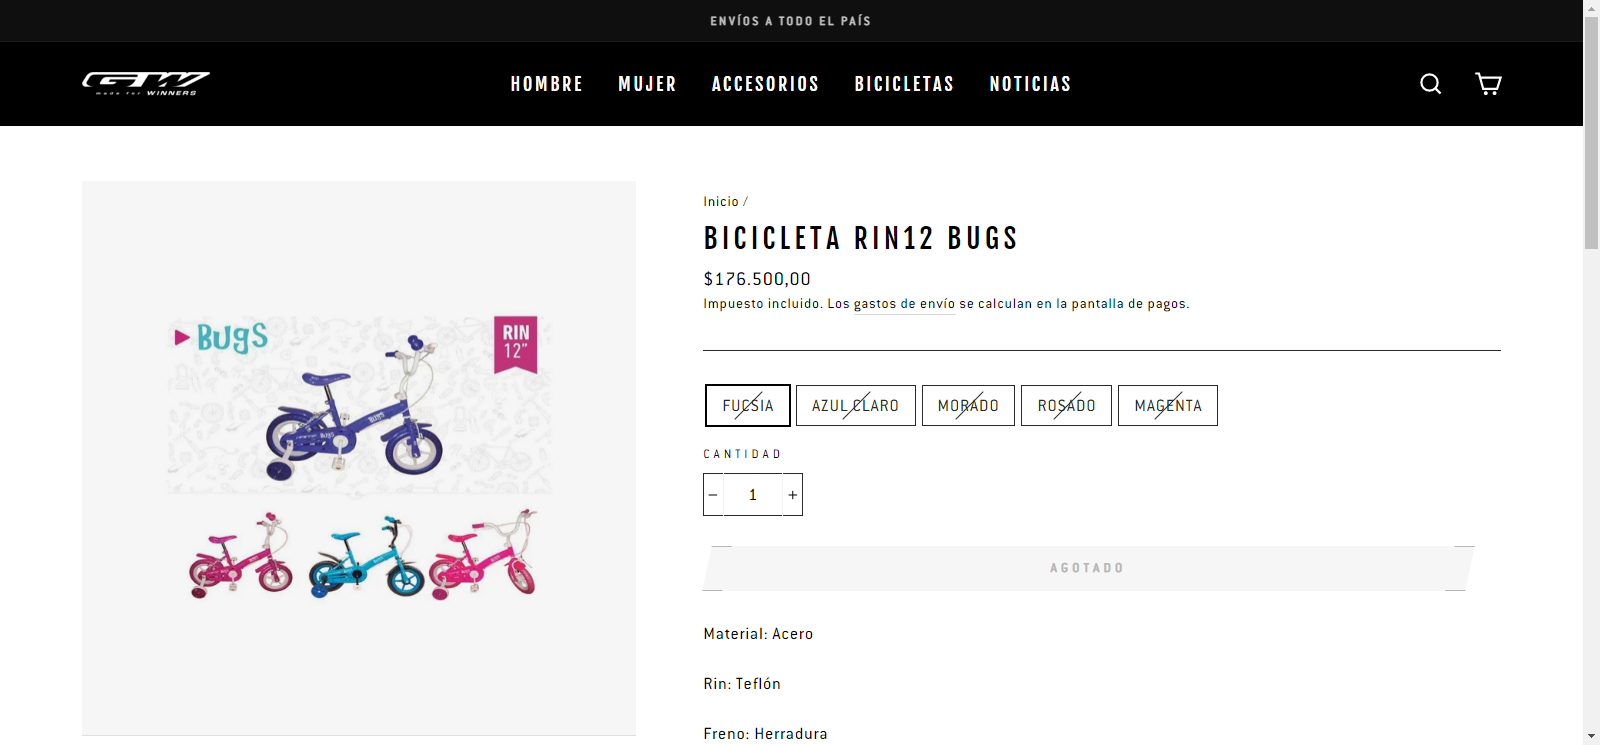 ENVÍOS A TODO EL PAÍS
GW
made for WINNERS
HOMBRE MUJER ACCESORIOS BICICLETAS NOTICIAS
Bugs
RIN
12"
Inicio /
BICICLETA RIN12 BUGS
$176.500,00
Impuesto incluido. Los gastos de envío se calculan en la pantalla de pagos.
FUCSIA AZUL CLARO MORADO ROSADO MAGENTA
CANTIDAD
− 1 +
AGOTADO
Material: Acero
Rin: Teflón
Freno: Herradura